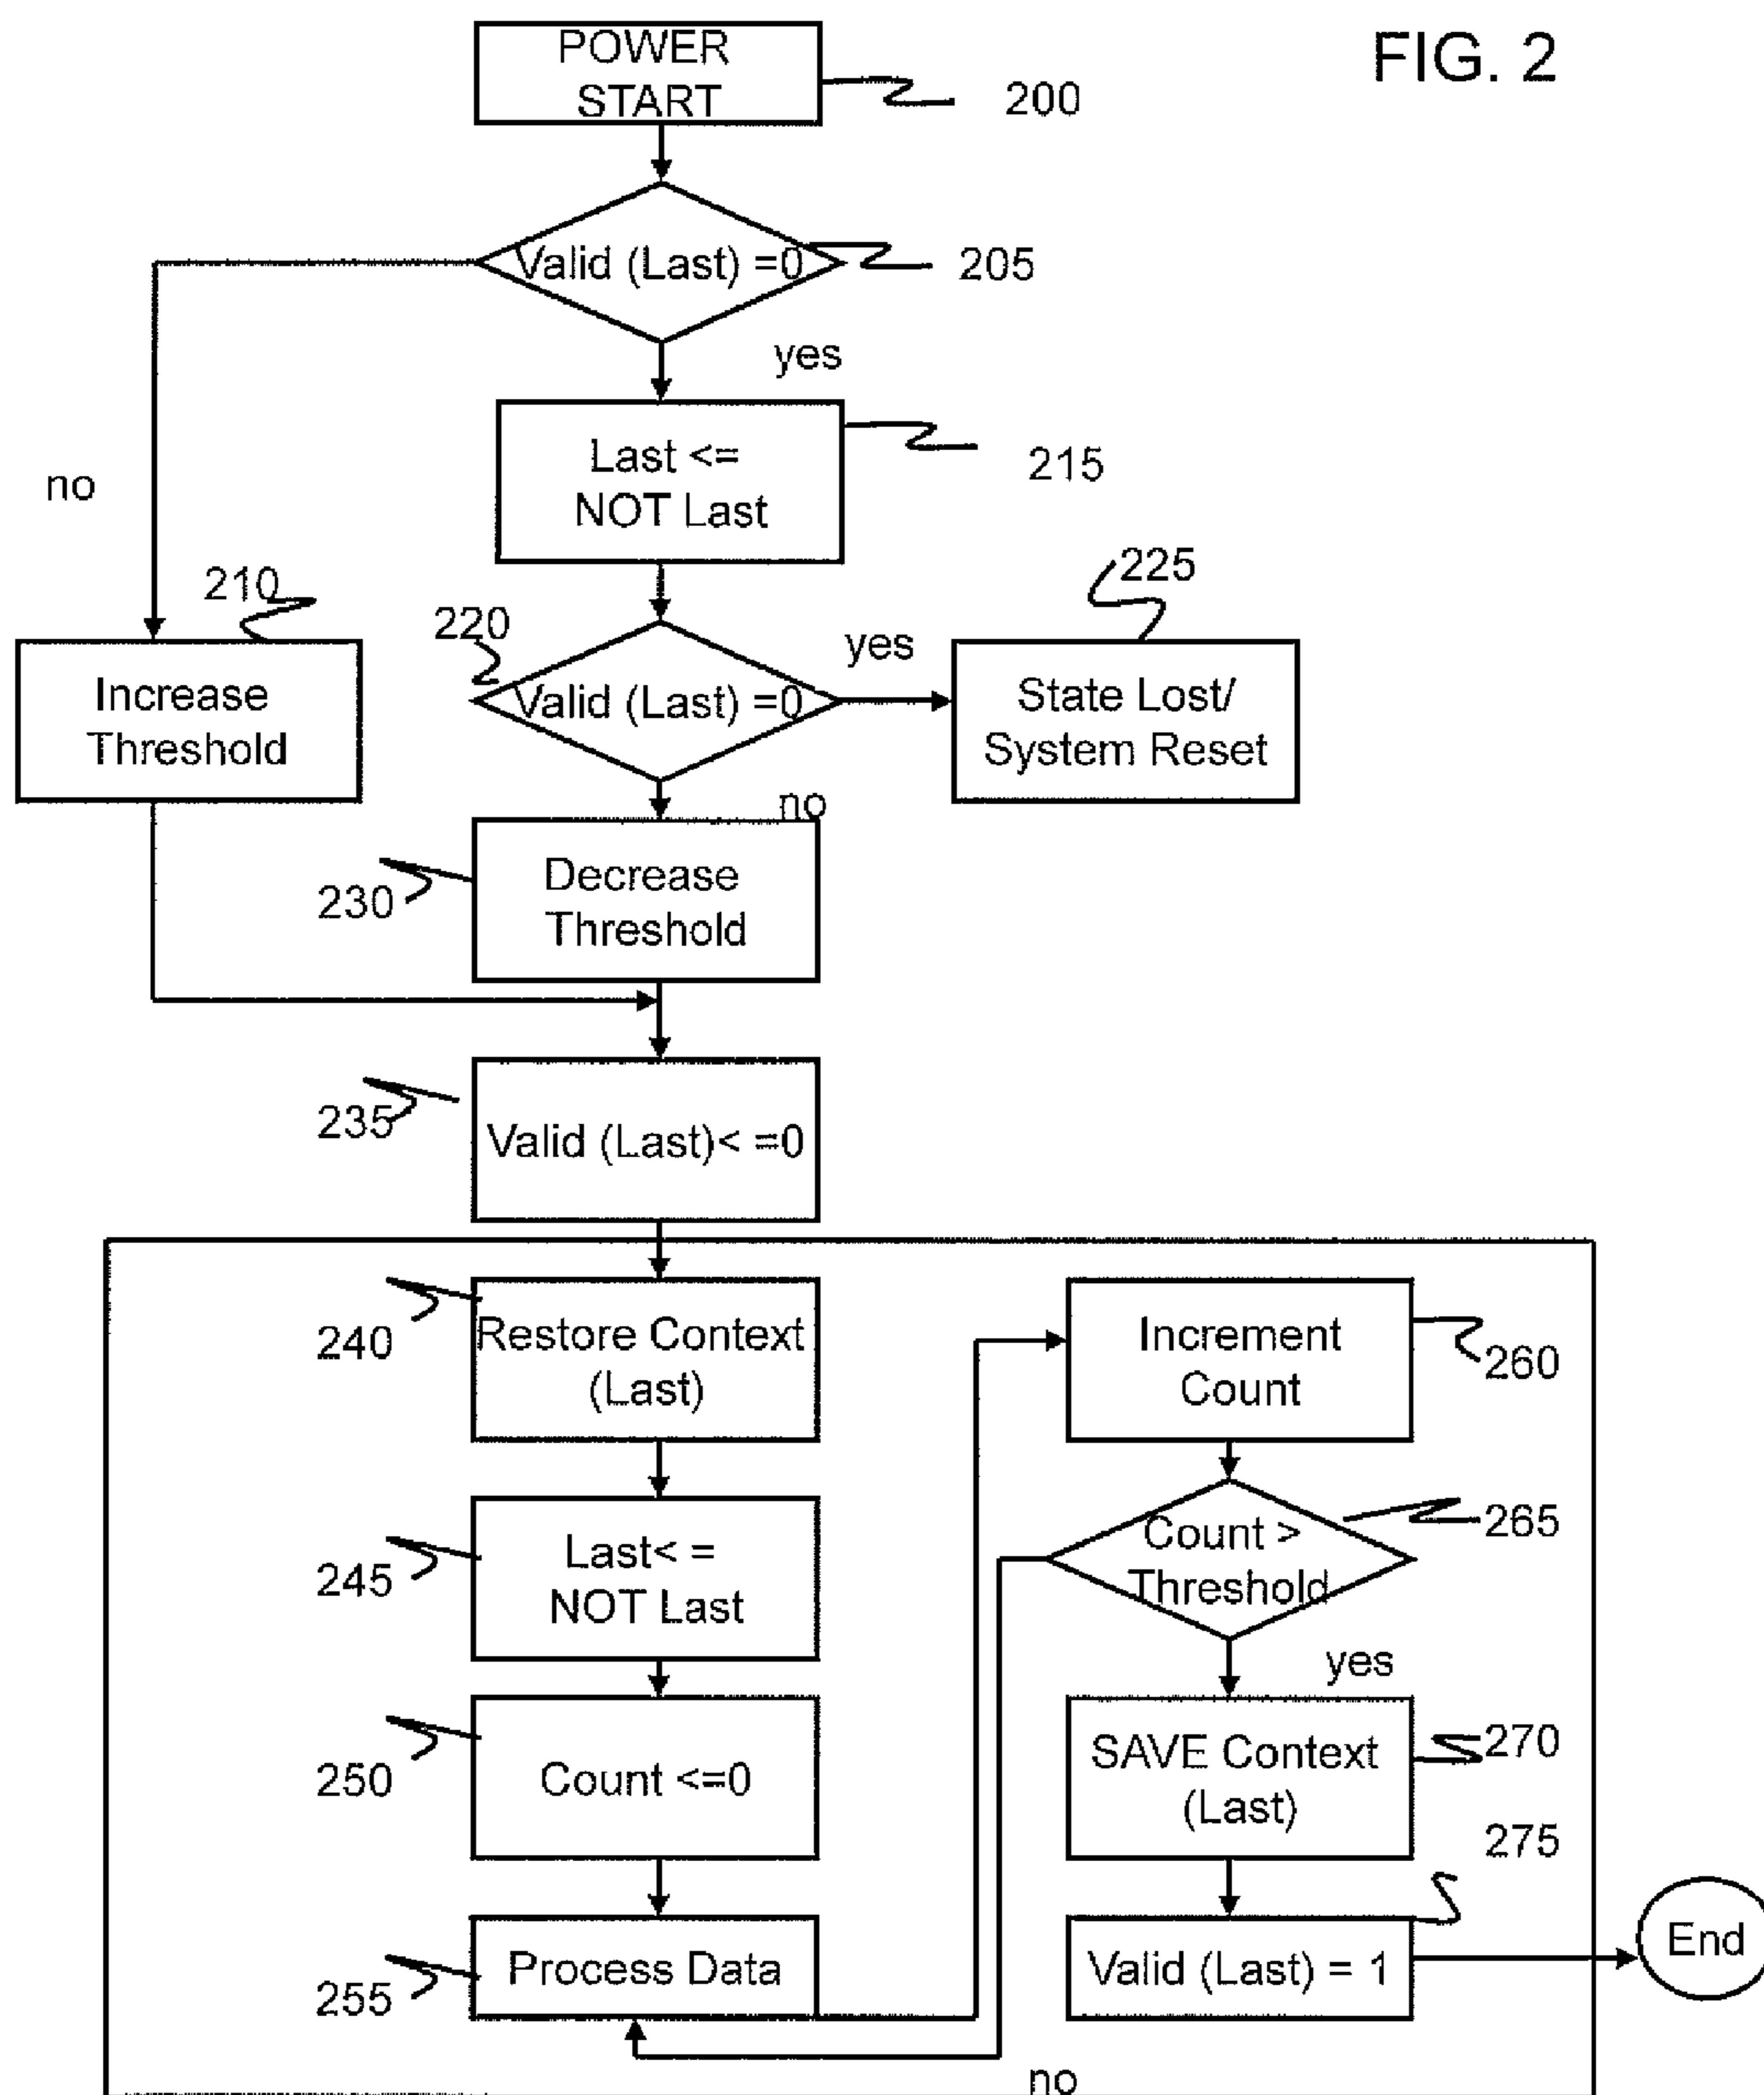 FIG. 2
POWER
START
200
Valid (Last) =0
205
yes
no
Last <=
NOT Last
215
210
220
225
Increase
Threshold
Valid (Last) =0
yes
State Lost/
System Reset
no
230
Decrease
Threshold
235
Valid (Last)< =0
240
Restore Context
(Last)
Increment
Count
260
245
Last< =
NOT Last
Count >
Threshold
265
yes
250
Count <=0
SAVE Context
(Last)
270
275
255
Process Data
Valid (Last) = 1
End
no